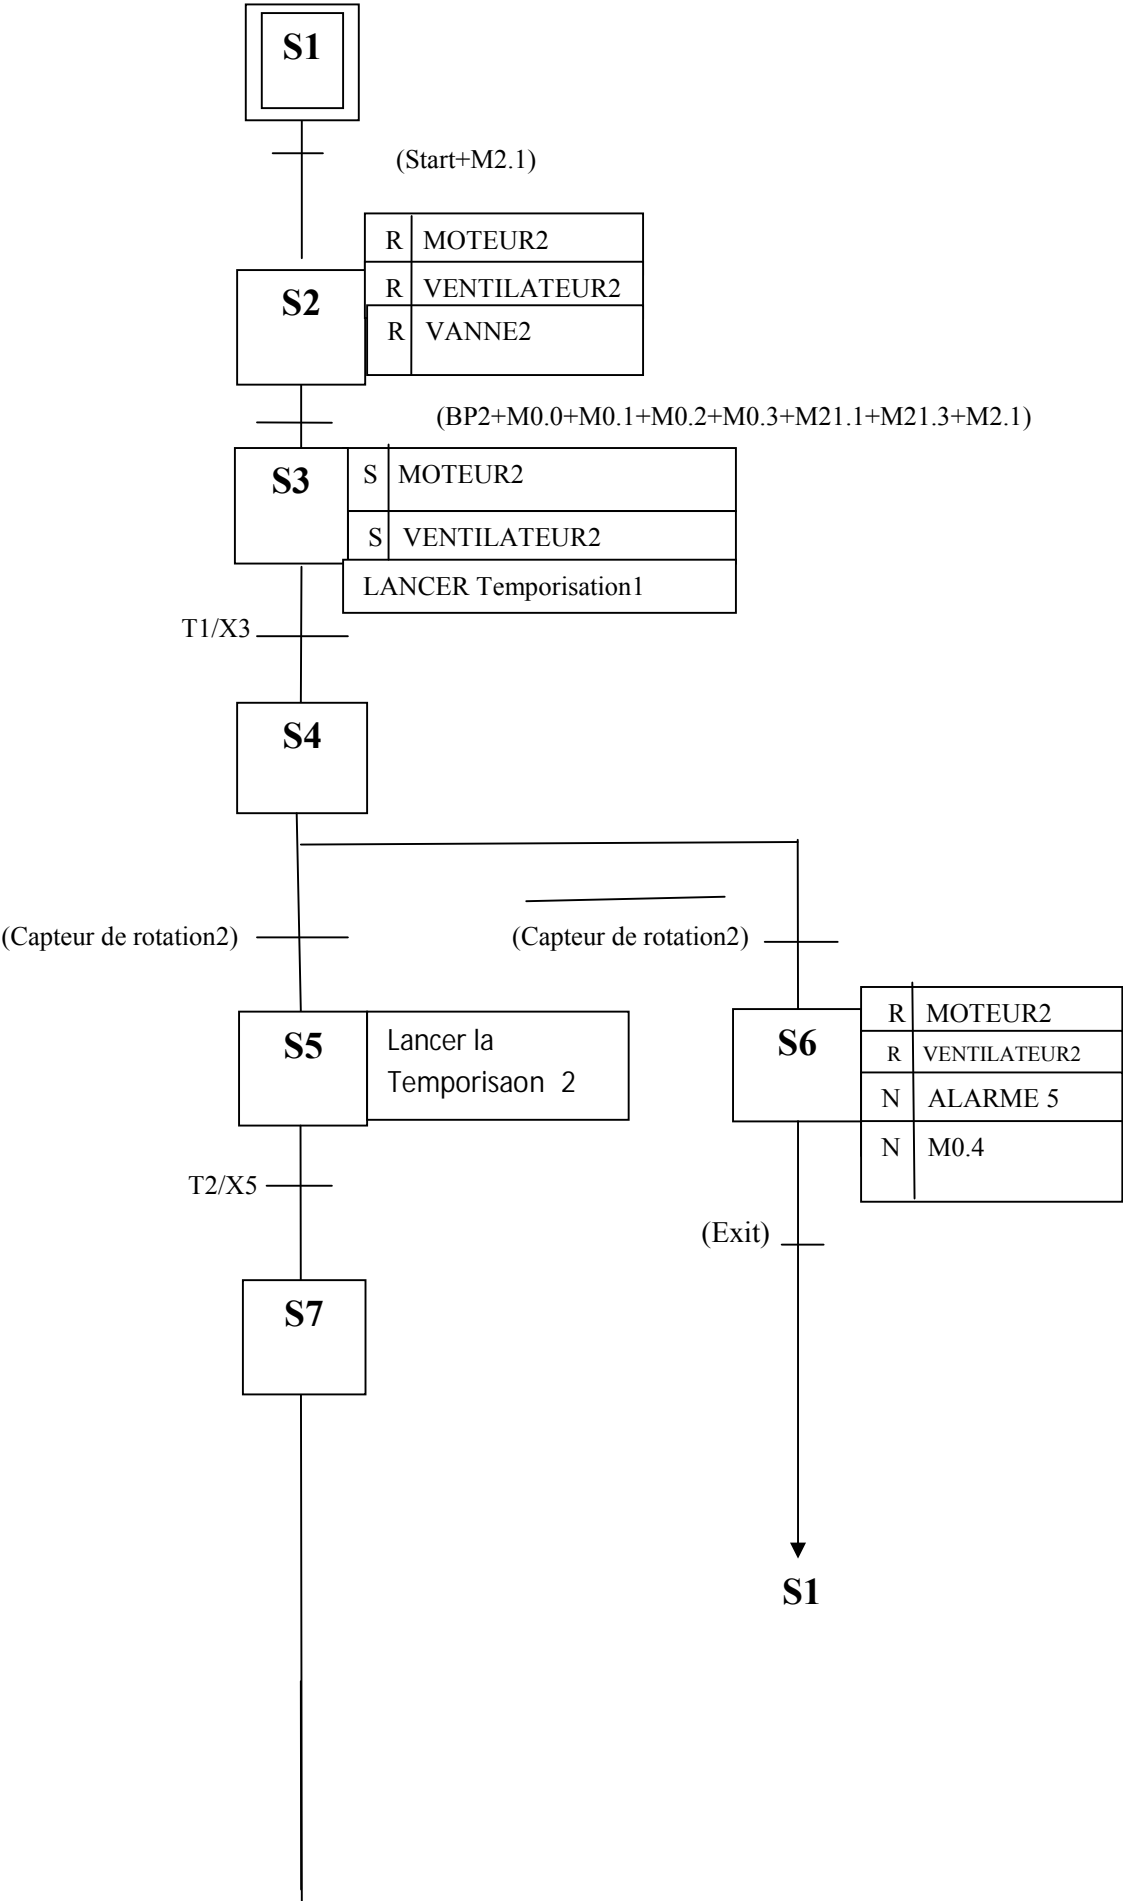 S1
(Start+M2.1)
R MOTEUR2
S2
R VENTILATEUR2
R VANNE2
(BP2+M0.0+M0.1+M0.2+M0.3+M21.1+M21.3+M2.1)
S3
S MOTEUR2
S VENTILATEUR2
LANCER Temporisation1
T1/X3
S4
(Capteur de rotation2)
(Capteur de rotation2)
S5
Lancer la
Temporisaon 2
S6
R MOTEUR2
R VENTILATEUR2
N ALARME 5
N M0.4
T2/X5
(Exit)
S7
S1